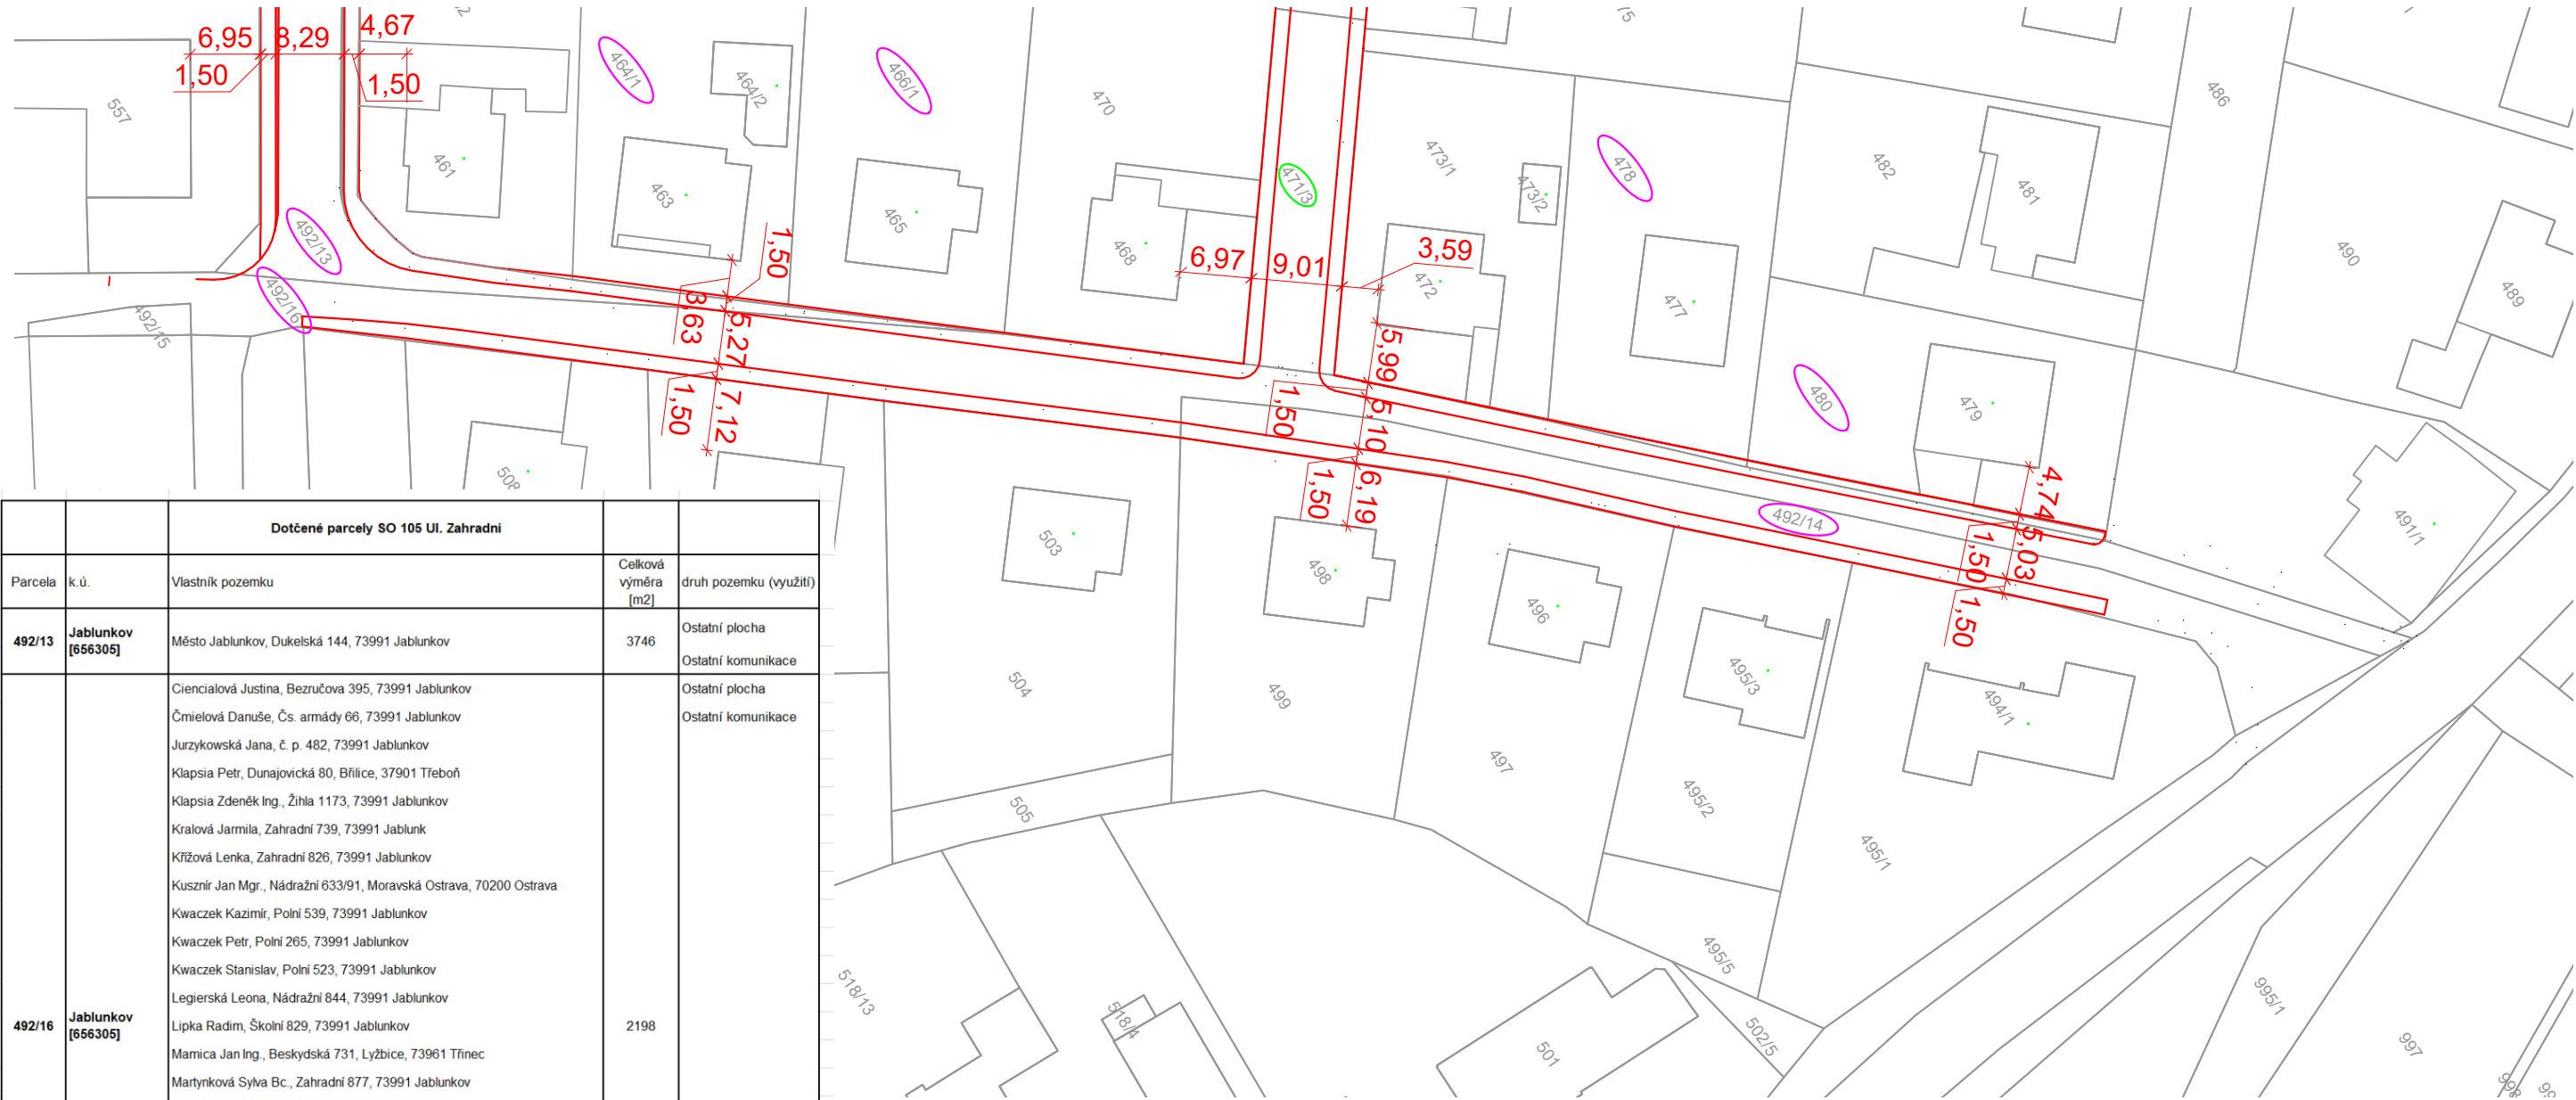 6,95
8,29
4,67
1,50
1,50
557
461
464/1
464/2
463
466/1
465
470
468
471/3
473/1
473/2
472
478
477
482
481
480
479
486
490
489
491/1
492/13
492/16
492/15
492/14
1,50
3,63
5,27
1,50
7,12
6,97
9,01
3,59
5,99
1,50
5,10
1,50
6,19
4,74
1,50
5,03
1,50
508
503
504
505
498
499
496
497
495/3
495/2
495/1
495/5
494/1
518/13
518/4
501
502/5
995/1
997
Dotčené parcely SO 105 Ul. Zahradní
Parcela
k.ú.
Vlastník pozemku
Celková
výměra
[m2]
druh pozemku (využití)
492/13
Jablunkov
[656305]
Město Jablunkov, Dukelská 144, 73991 Jablunkov
3746
Ostatní plocha
Ostatní komunikace
492/16
Jablunkov
[656305]
Ciencialová Justina, Bezručova 395, 73991 Jablunkov
Čmielová Danuše, Čs. armády 66, 73991 Jablunkov
Jurzykowská Jana, č. p. 482, 73991 Jablunkov
Klapsia Petr, Dunajovická 80, Břilice, 37901 Třeboň
Klapsia Zdeněk Ing., Žihla 1173, 73991 Jablunkov
Kralová Jarmila, Zahradní 739, 73991 Jablunk
Křížová Lenka, Zahradní 826, 73991 Jablunkov
Kusznír Jan Mgr., Nádražní 633/91, Moravská Ostrava, 70200 Ostrava
Kwaczek Kazimír, Polní 539, 73991 Jablunkov
Kwaczek Petr, Polní 265, 73991 Jablunkov
Kwaczek Stanislav, Polní 523, 73991 Jablunkov
Legierská Leona, Nádražní 844, 73991 Jablunkov
Lipka Radim, Školní 829, 73991 Jablunkov
Mamica Jan Ing., Beskydská 731, Lyžbice, 73961 Třinec
Martynková Sylva Bc., Zahradní 877, 73991 Jablunkov
2198
Ostatní plocha
Ostatní komunikace